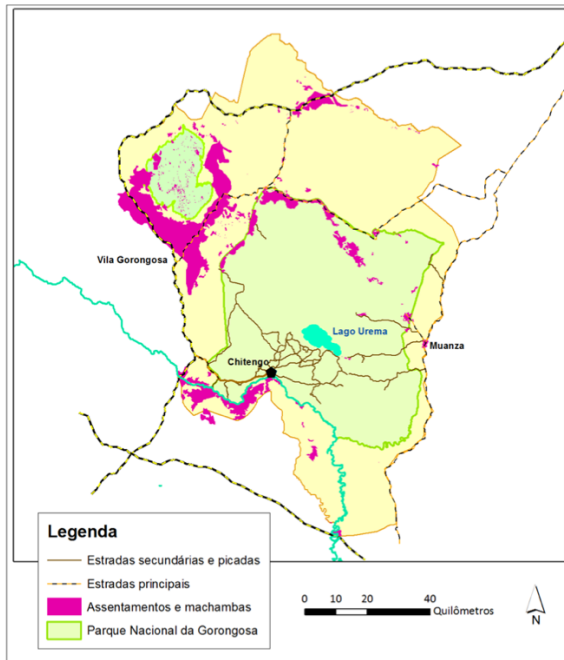 Vila Gorongosa
Lago Urema
Muanza
Chitengo
Legenda
Estradas secundárias e picadas
Estradas principais
Assentamentos e machambas
Parque Nacional da Gorongosa
0 10 20 40
Quilômetros
N